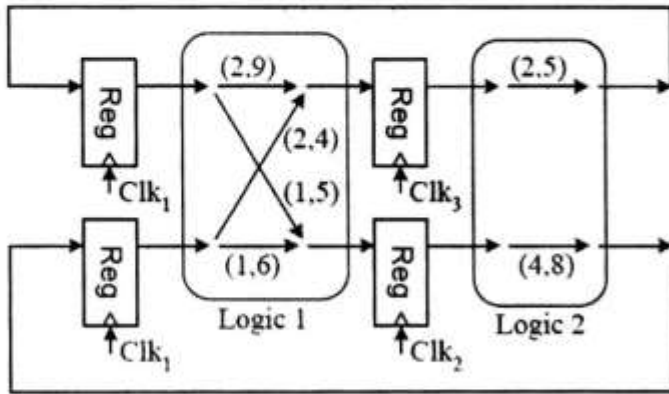 Reg
Clk₁
(2,9)
(2,4)
(1,5)
Reg
Clk₃
(2,5)
Reg
Clk₁
(1,6)
Logic 1
Reg
Clk₂
(4,8)
Logic 2